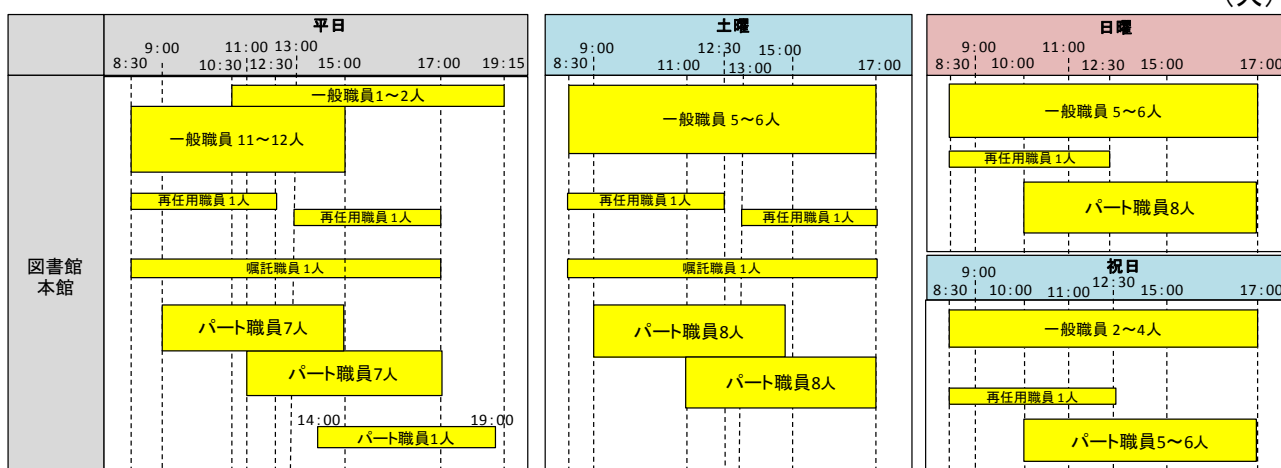 (人)
平日
9:00 11:00 13:00
8:30 10:30 12:30 15:00 17:00 19:15
一般職員1～2人
一般職員 11～12人
再任用職員1人
再任用職員1人
嘱託職員1人
パート職員7人
パート職員7人
14:00 19:00
パート職員1人
図書館
本館
土曜
9:00 12:30 15:00
8:30 11:00 13:00 17:00
一般職員 5～6人
再任用職員1人
再任用職員1人
嘱託職員1人
パート職員8人
パート職員8人
日曜
9:00 11:00
8:30 10:00 12:30 15:00 17:00
一般職員 5～6人
再任用職員1人
パート職員8人
祝日
9:00 12:30
8:30 10:00 11:00 15:00 17:00
一般職員 2～4人
再任用職員1人
パート職員5～6人